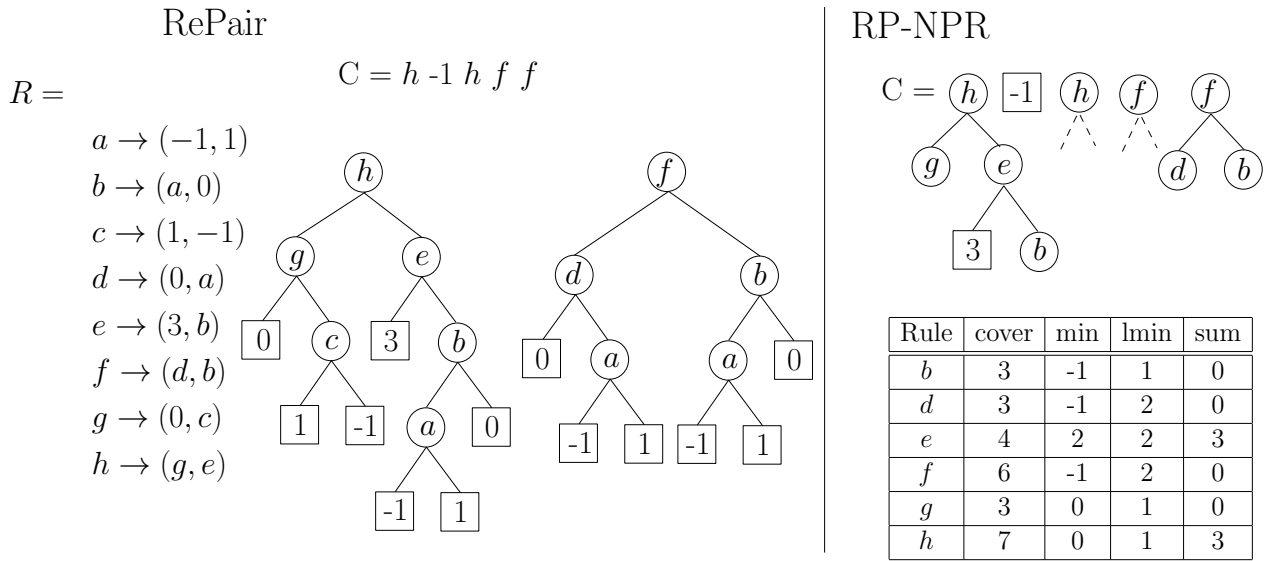 RePair
C = h -1 h f f
R =
a → (−1, 1)
b → (a, 0)
c → (1, −1)
d → (0, a)
e → (3, b)
f → (d, b)
g → (0, c)
h → (g, e)
h
g e
0 c 3 b
1 -1 a 0
-1 1
f
d b
0 a a 0
-1 1 -1 1
RP-NPR
C = h -1 h f f
g e d b
3 b
Rule cover min lmin sum
b 3 -1 1 0
d 3 -1 2 0
e 4 2 2 3
f 6 -1 2 0
g 3 0 1 0
h 7 0 1 3